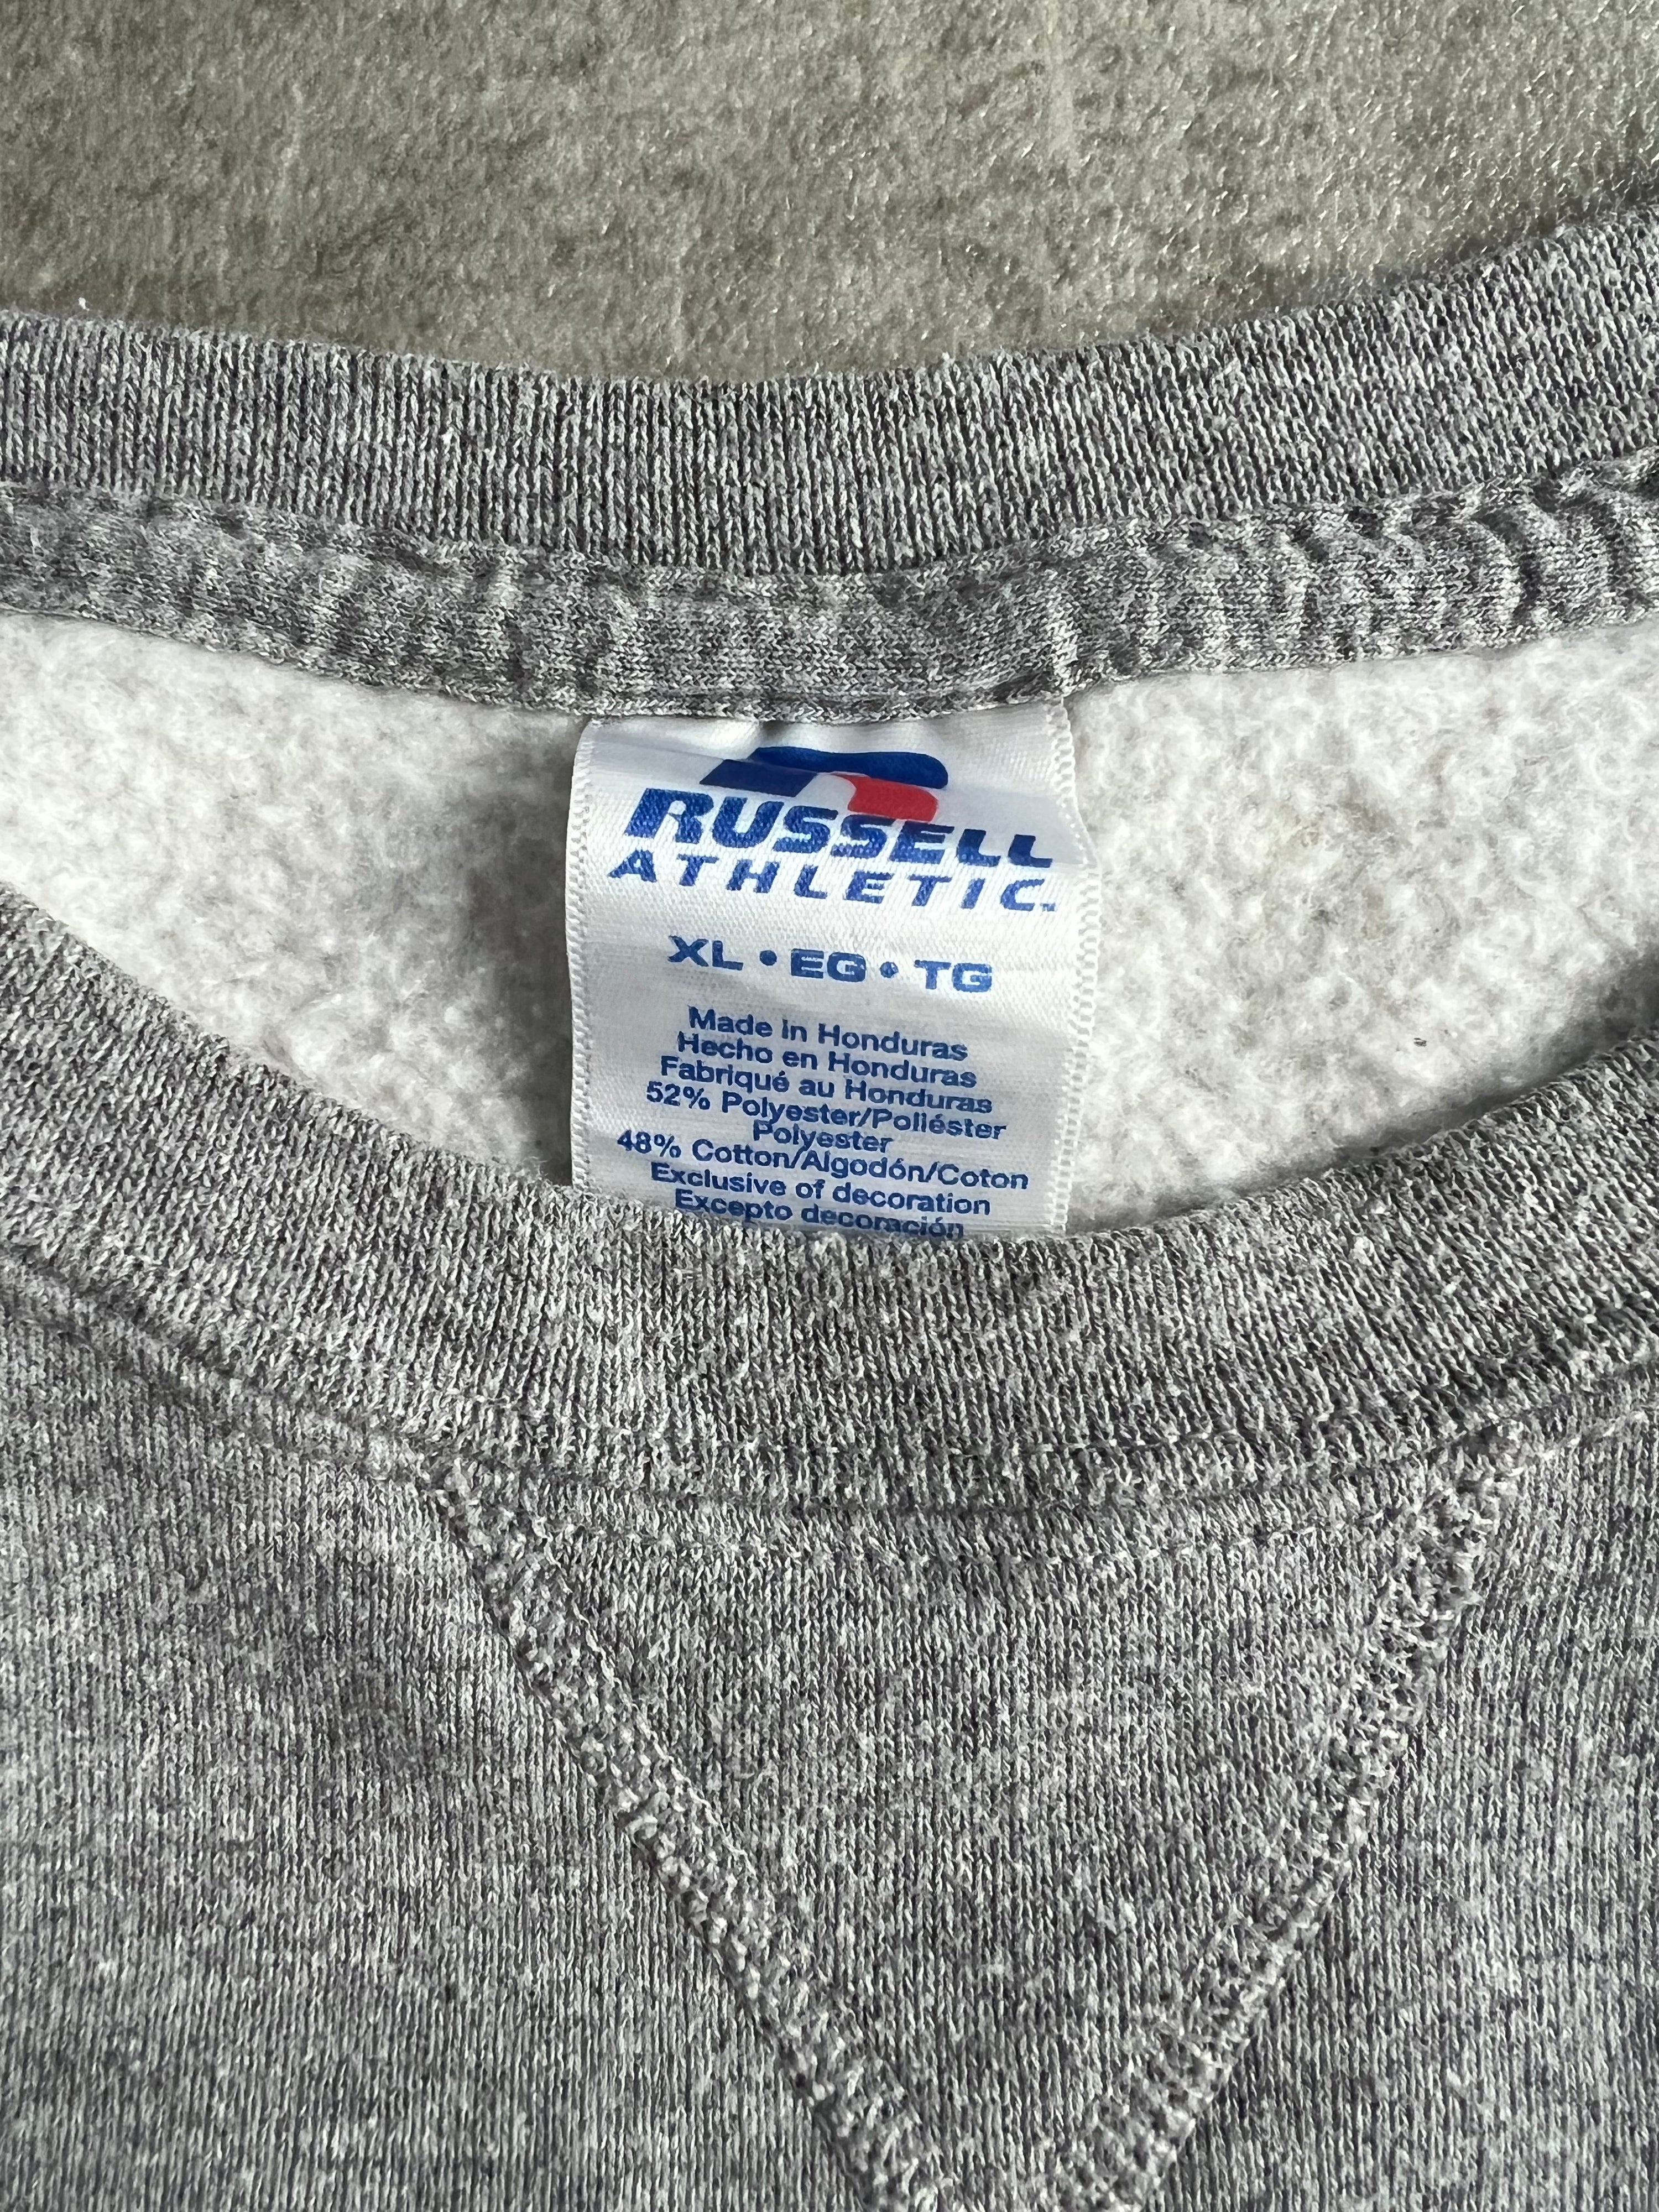 RUSSELL
ATHLETIC™
XL • EG • TG
Made in Honduras
Hecho en Honduras
Fabriqué au Honduras
52% Polyester/Poliéster
Polyester
48% Cotton/Algodón/Coton
Exclusive of decoration
Excepto decoración